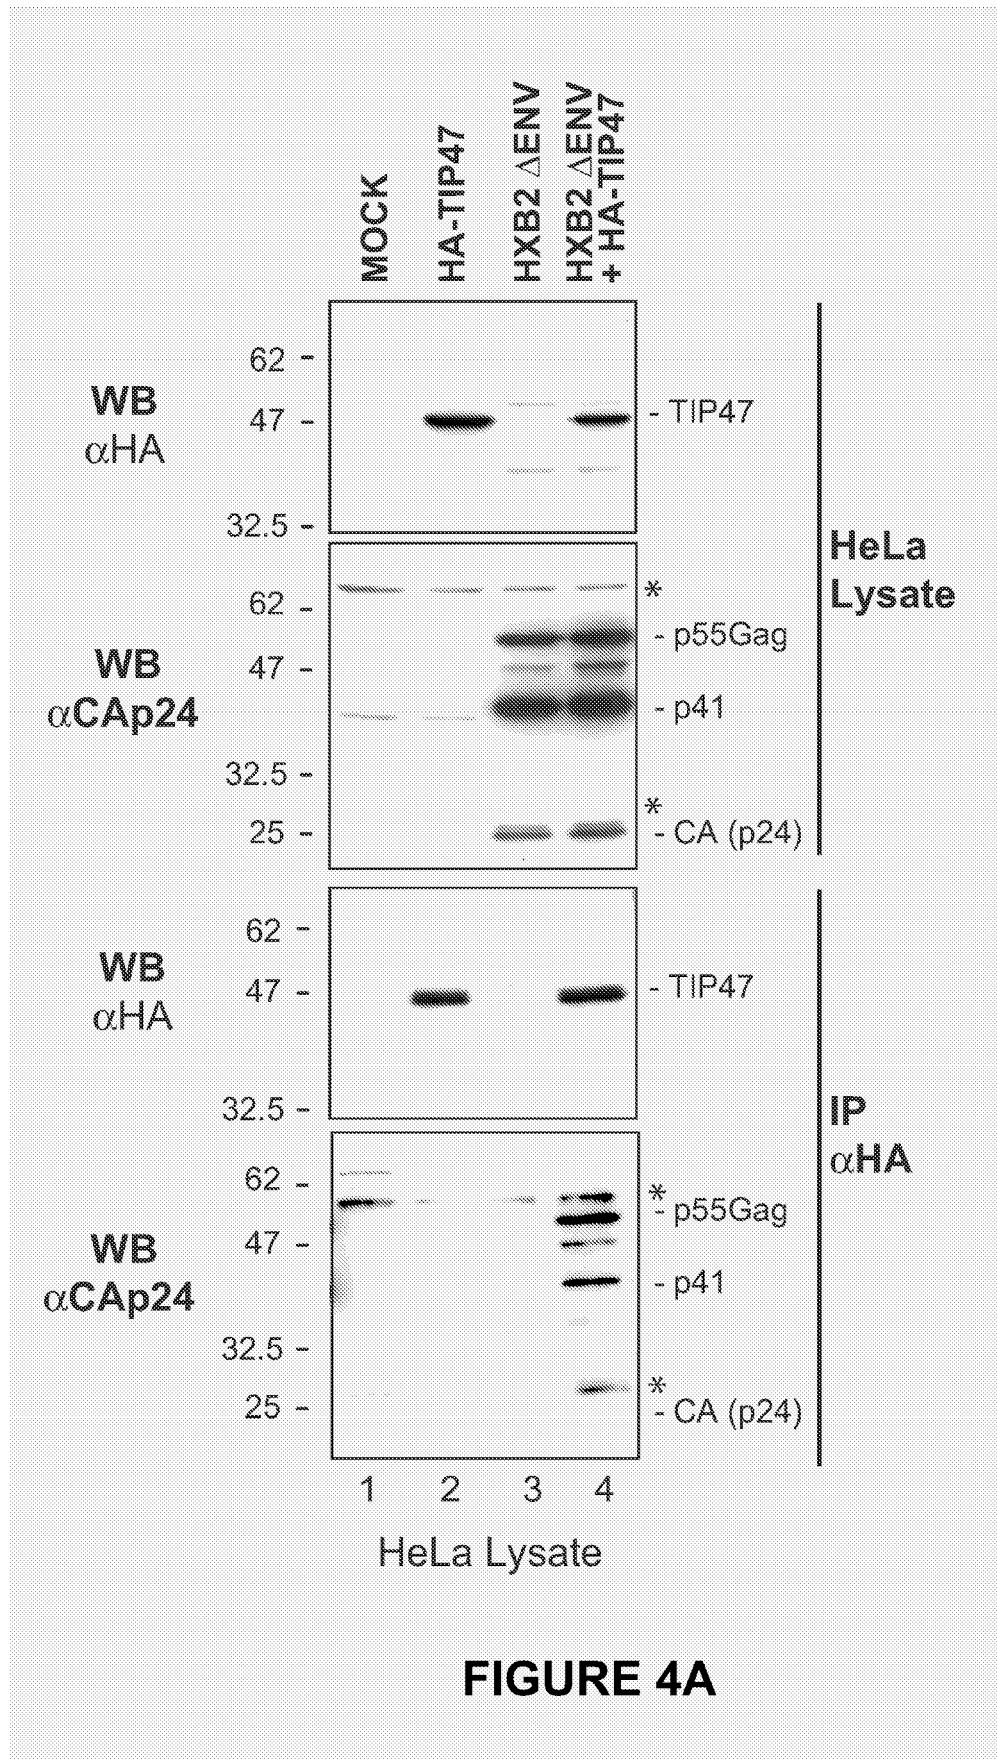 MOCK
HA-TIP47
HXB2 ΔENV
HXB2 ΔENV
+ HA-TIP47
WB
αHA
62 -
47 -
32.5 -
- TIP47
WB
αCAp24
62 -
47 -
32.5 -
25 -
*
- p55Gag
- p41
*
- CA (p24)
HeLa
Lysate
WB
αHA
62 -
47 -
32.5 -
- TIP47
WB
αCAp24
62 -
47 -
32.5 -
25 -
*
- p55Gag
- p41
*
- CA (p24)
IP
αHA
1 2 3 4
HeLa Lysate
FIGURE 4A